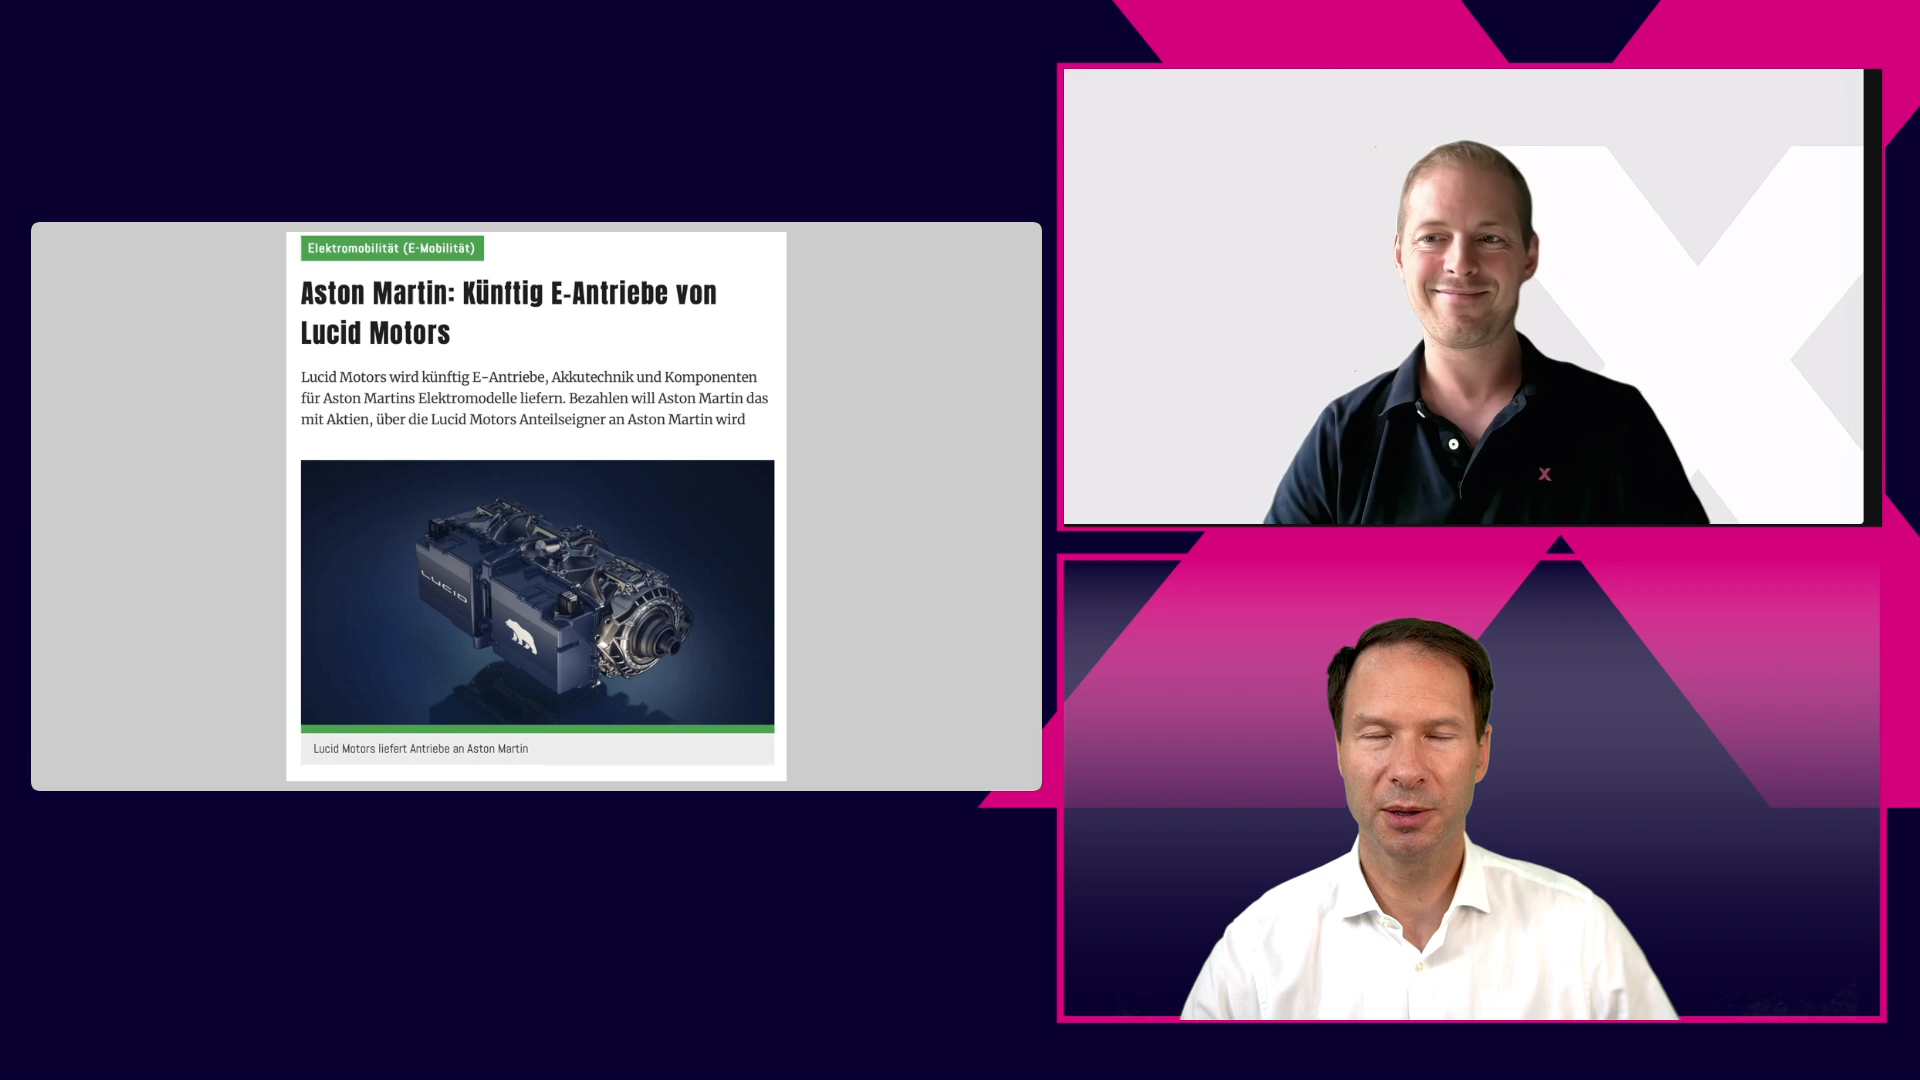 Elektromobilität (E-Mobilität)
Aston Martin: Künftig E-Antriebe von
Lucid Motors
Lucid Motors wird künftig E-Antriebe, Akkutechnik und Komponenten
für Aston Martins Elektromodelle liefern. Bezahlen will Aston Martin das
mit Aktien, über die Lucid Motors Anteilseigner an Aston Martin wird
LUCID
Lucid Motors liefert Antriebe an Aston Martin
X